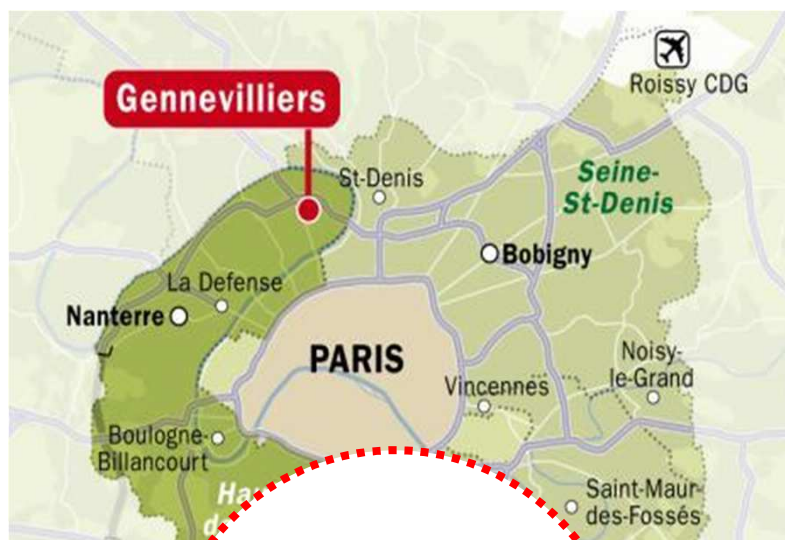 Roissy CDG
Gennevilliers
St-Denis
Seine-
St-Denis
Bobigny
La Defense
Nanterre
PARIS
Noisy-
le-Grand
Vincennes
Boulogne-
Billancourt
Saint-Maur-
des-Fossés